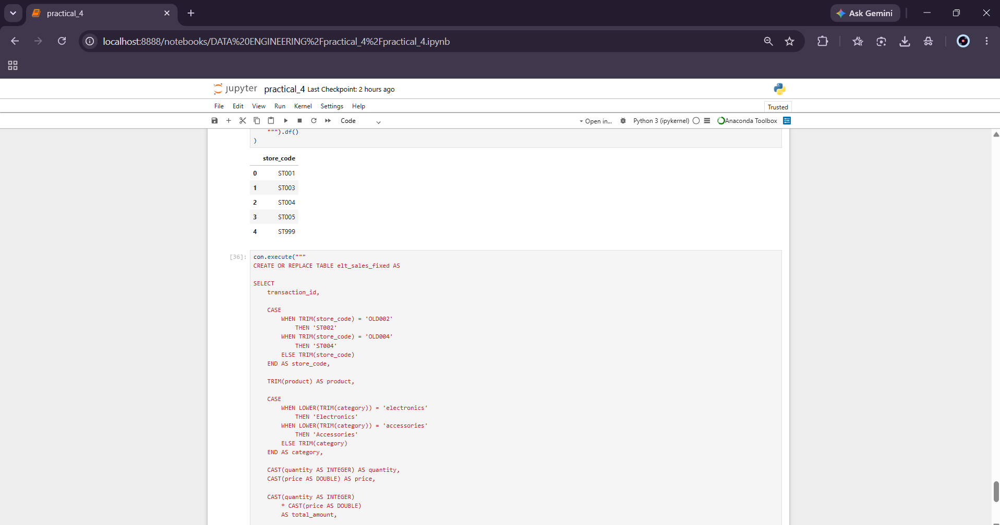 practical_4
Ask Gemini
localhost:8888/notebooks/DATA%20ENGINEERING%2Fpractical_4%2Fpractical_4.ipynb
jupyter practical_4 Last Checkpoint: 2 hours ago
File Edit View Run Kernel Settings Help
Trusted
Code
Open in...
Python 3 (ipykernel)
Anaconda Toolbox
""").df()
)
store_code
0 ST001
1 ST003
2 ST004
3 ST005
4 ST999
[36]:
con.execute("""
CREATE OR REPLACE TABLE elt_sales_fixed AS
SELECT
transaction_id,
CASE
WHEN TRIM(store_code) = 'OLD002'
THEN 'ST002'
WHEN TRIM(store_code) = 'OLD004'
THEN 'ST004'
ELSE TRIM(store_code)
END AS store_code,
TRIM(product) AS product,
CASE
WHEN LOWER(TRIM(category)) = 'electronics'
THEN 'Electronics'
WHEN LOWER(TRIM(category)) = 'accessories'
THEN 'Accessories'
ELSE TRIM(category)
END AS category,
CAST(quantity AS INTEGER) AS quantity,
CAST(price AS DOUBLE) AS price,
CAST(quantity AS INTEGER)
* CAST(price AS DOUBLE)
AS total_amount,